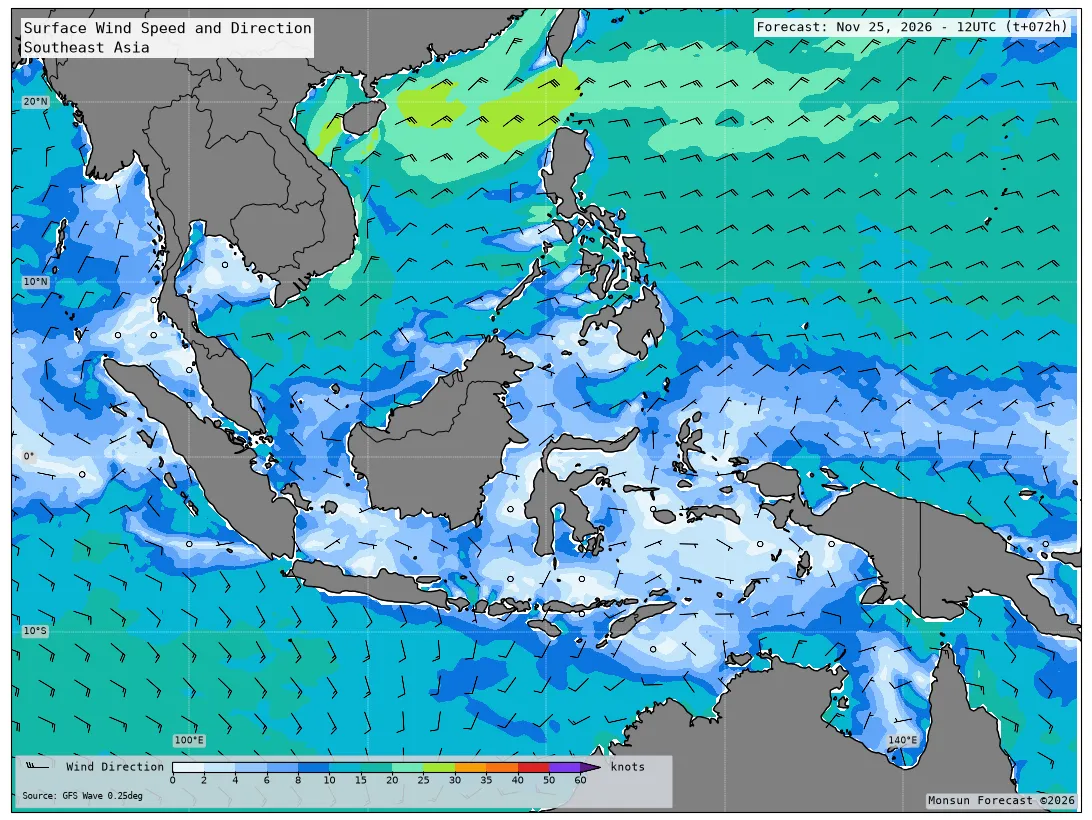 Surface Wind Speed and Direction
Southeast Asia
Forecast: Nov 25, 2026 - 12UTC (t+072h)
20°N
10°N
0°
10°S
100°E
140°E
Wind Direction
0 2 4 6 8 10 15 20 25 30 35 40 50 60
knots
Source: GFS Wave 0.25deg
Monsun Forecast ©2026